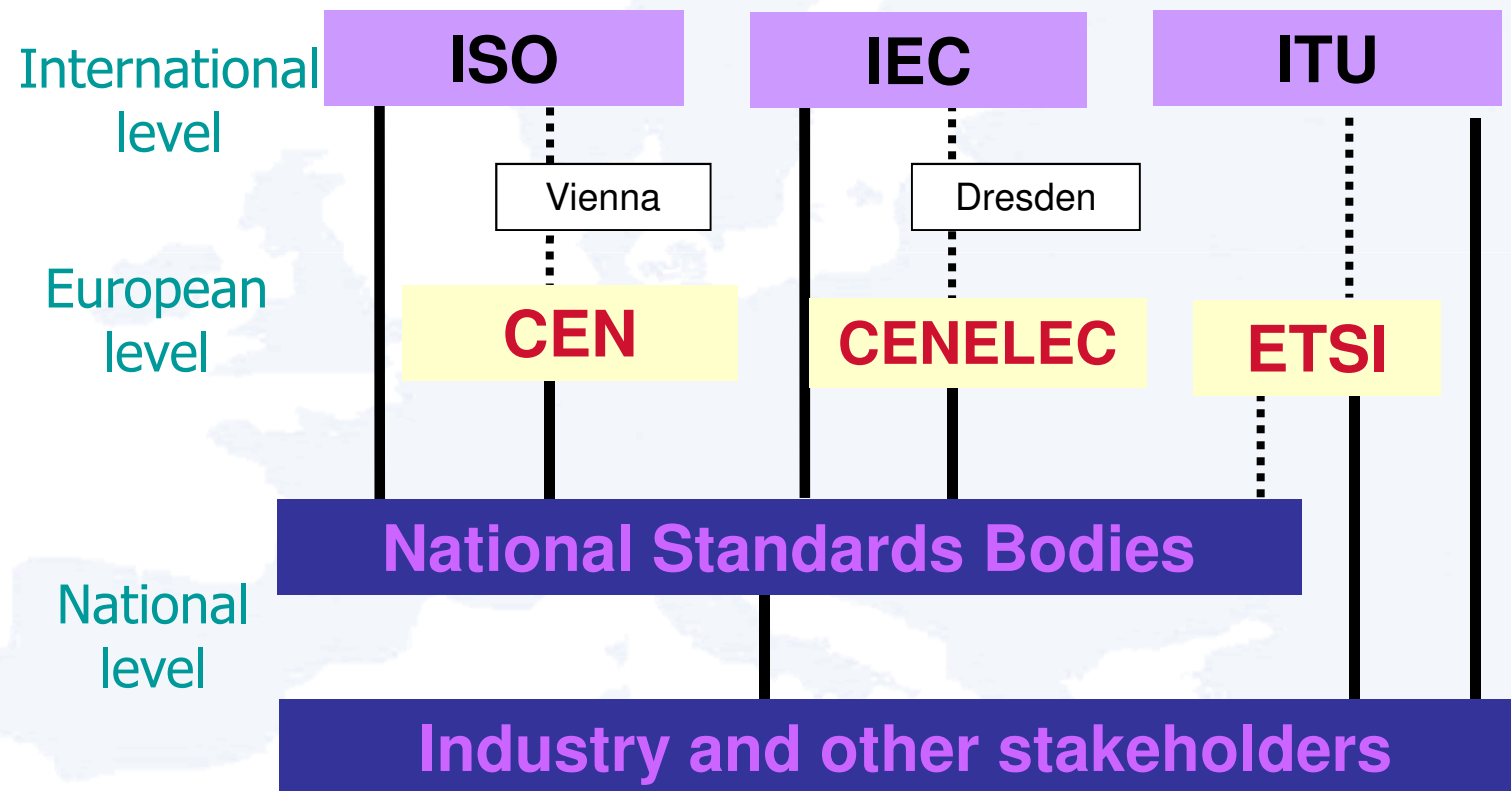 International
level
ISO
IEC
ITU
Vienna
Dresden
European
level
CEN
CENELEC
ETSI
National Standards Bodies
National
level
Industry and other stakeholders